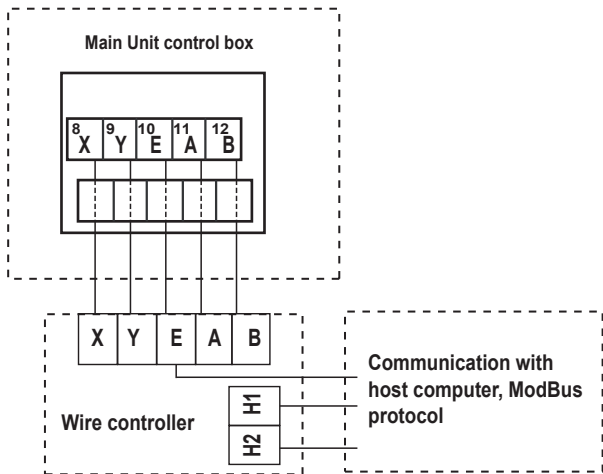 Main Unit control box
8 9 10 11 12
X Y E A B
X Y E A B
Communication with
host computer, ModBus
protocol
Wire controller
H1
H2